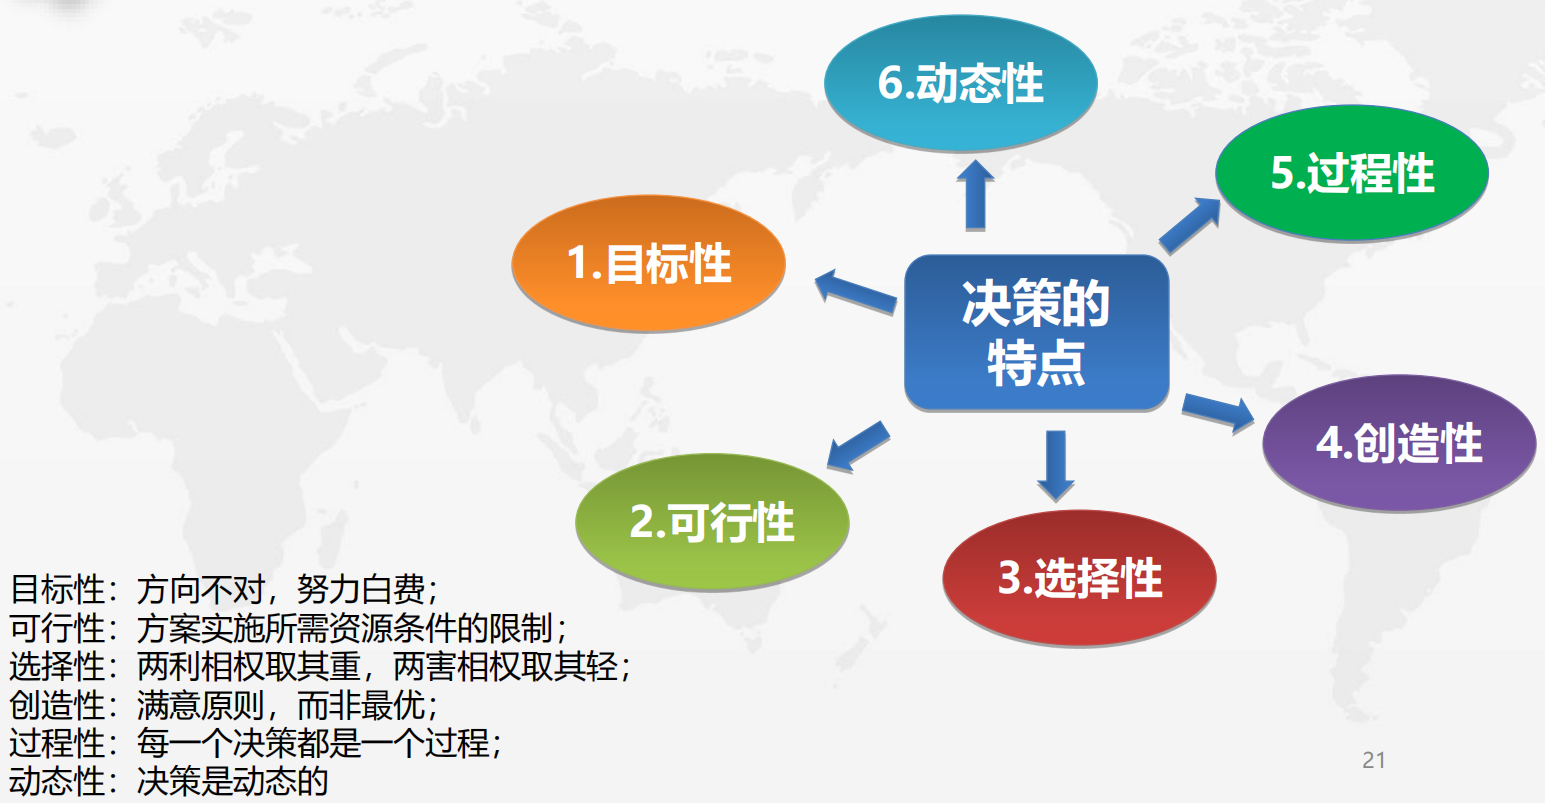 6.动态性
5.过程性
1.目标性
决策的
特点
4.创造性
2.可行性
3.选择性
目标性：方向不对，努力白费；
可行性：方案实施所需资源条件的限制；
选择性：两利相权取其重，两害相权取其轻；
创造性：满意原则，而非最优；
过程性：每一个决策都是一个过程；
动态性：决策是动态的
21